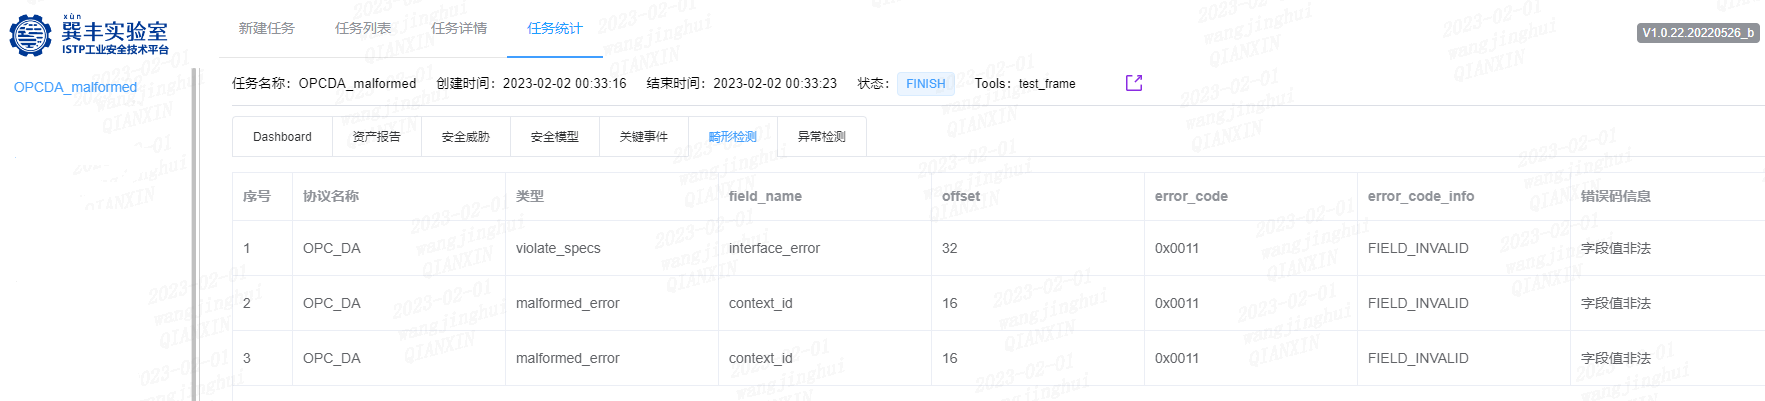 xùn
巽丰实验室
ISTP工业安全技术平台
新建任务 任务列表 任务详情 任务统计
V1.0.22.20220526_b
OPCDA_malformed
任务名称：OPCDA_malformed 创建时间：2023-02-02 00:33:16 结束时间：2023-02-02 00:33:23 状态：FINISH Tools：test_frame
Dashboard 资产报告 安全威胁 安全模型 关键事件 畸形检测 异常检测
序号 协议名称 类型 field_name offset error_code error_code_info 错误码信息
1 OPC_DA violate_specs interface_error 32 0x0011 FIELD_INVALID 字段值非法
2 OPC_DA malformed_error context_id 16 0x0011 FIELD_INVALID 字段值非法
3 OPC_DA malformed_error context_id 16 0x0011 FIELD_INVALID 字段值非法
2023-02-01
wangjinghui
QIANXIN